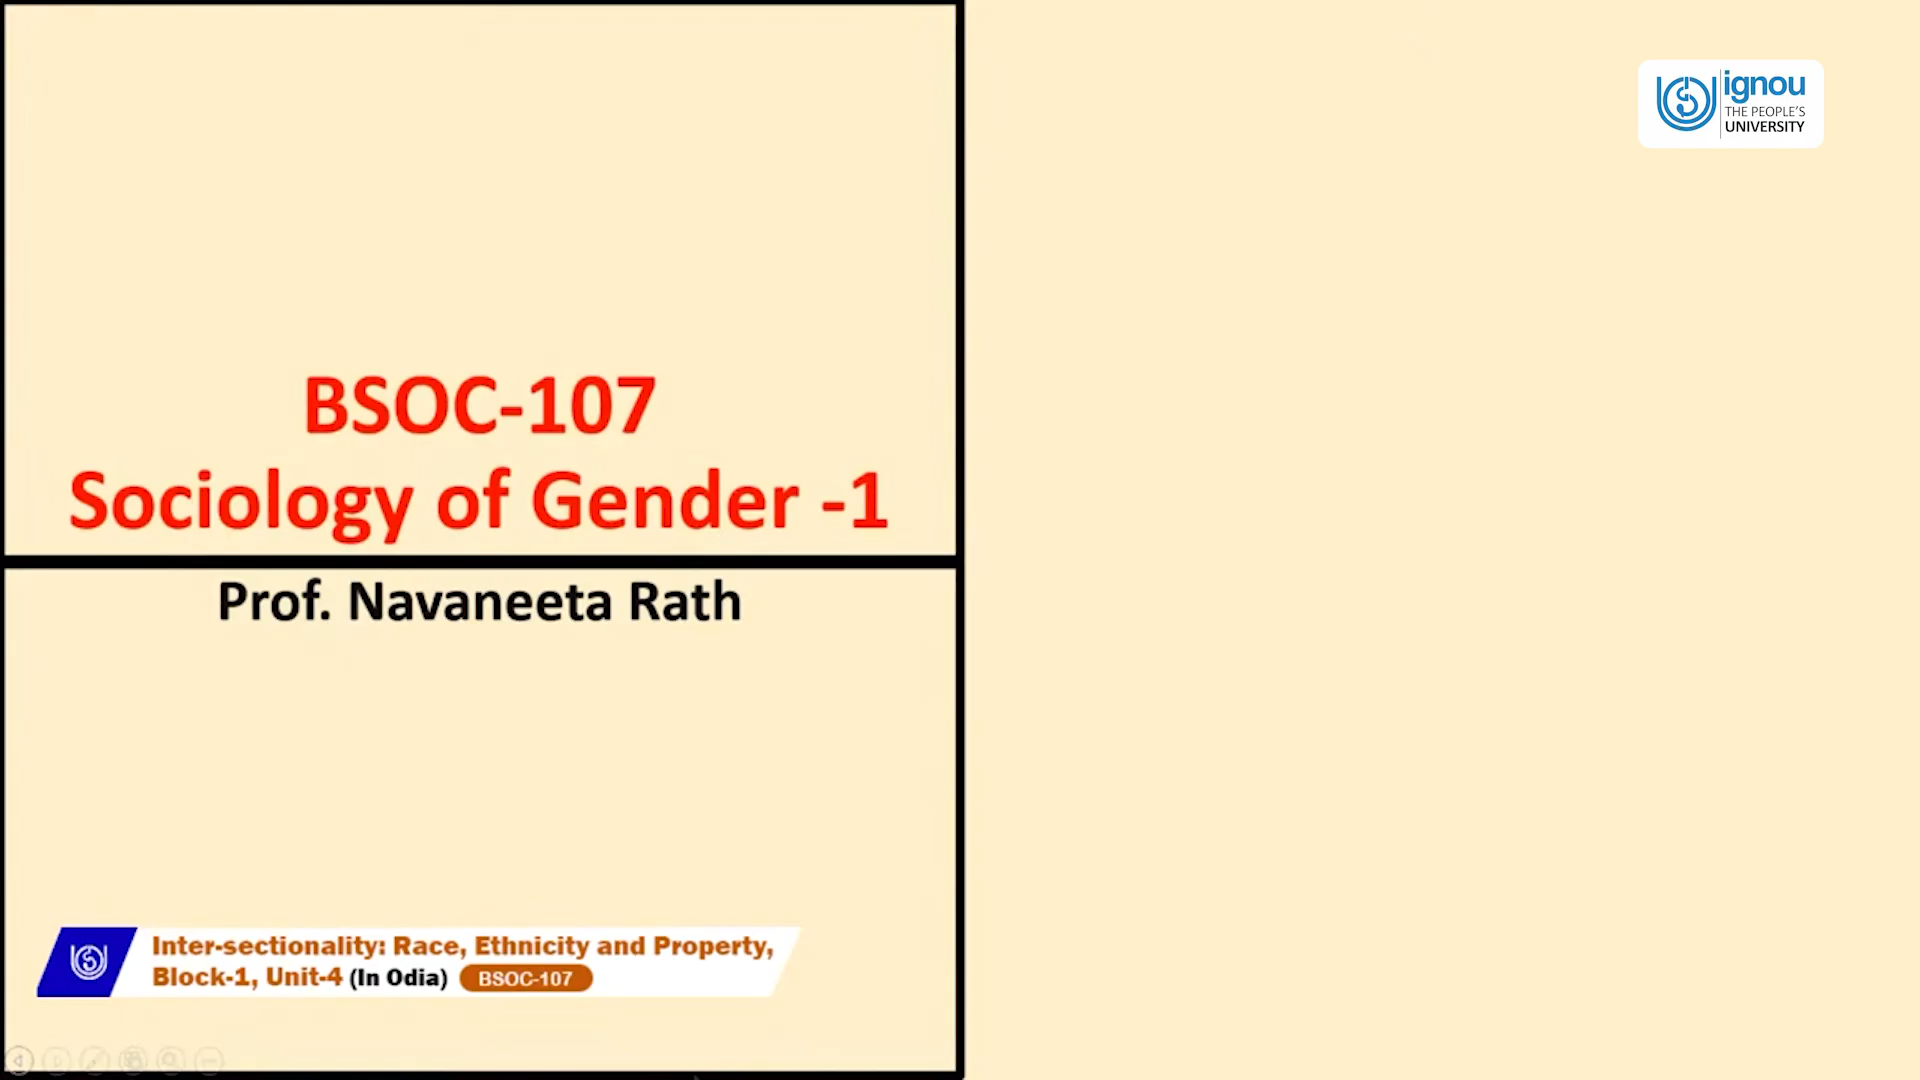 ignou
THE PEOPLE'S
UNIVERSITY
BSOC-107
Sociology of Gender -1
Prof. Navaneeta Rath
Inter-sectionality: Race, Ethnicity and Property,
Block-1, Unit-4 (In Odia) BSOC-107